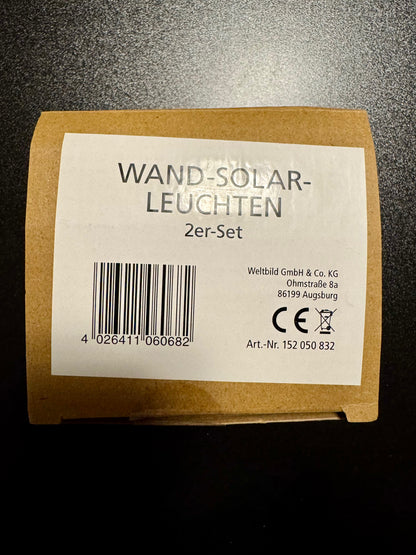 WAND-SOLAR-
LEUCHTEN
2er-Set
Weltbild GmbH & Co. KG
Ohmstraße 8a
86199 Augsburg
CE
4 026411 060682
Art.-Nr. 152 050 832